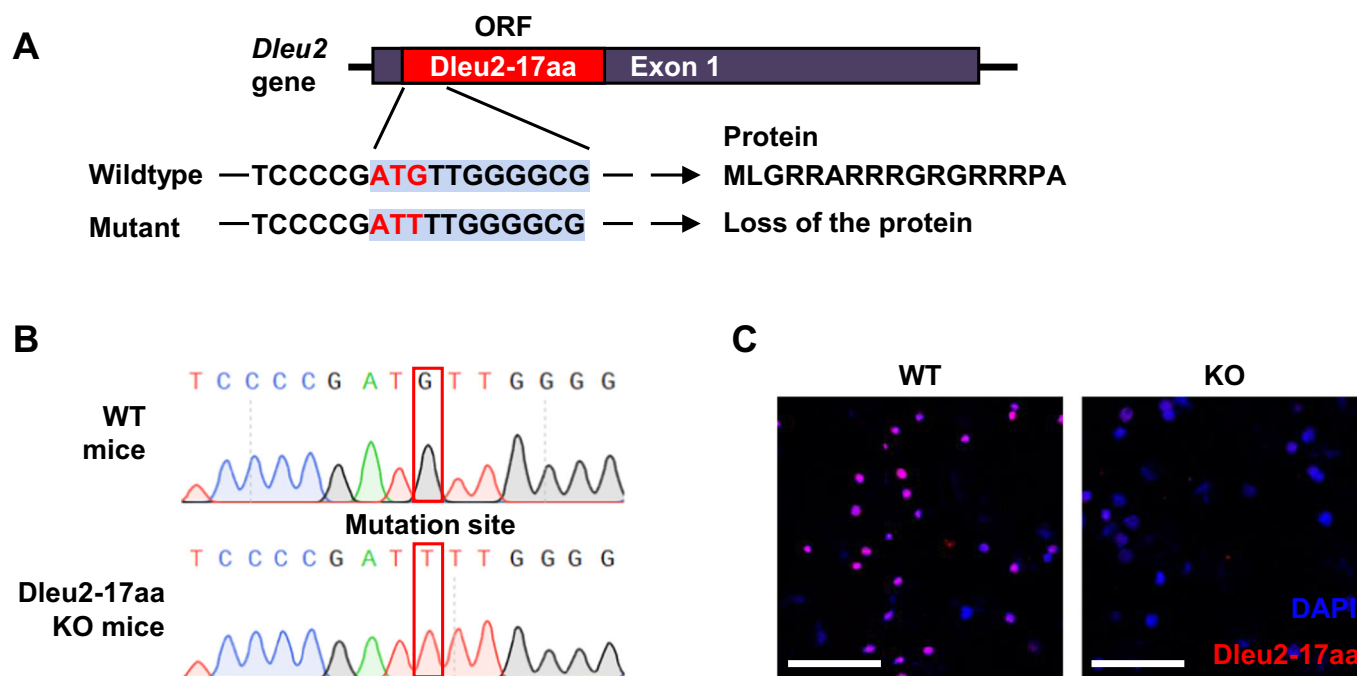 A
ORF
Dleu2
gene
Dleu2-17aa Exon 1
Protein
Wildtype TCCCCGATGTTGGGGCG MLGRRARRRGRGRRRPA
Mutant TCCCCGATTTTGGGGCG Loss of the protein
B
T C C C C G A T G T T G G G G
WT
mice
Mutation site
T C C C C G A T T T T G G G G
Dleu2-17aa
KO mice
C
WT KO
DAPI
Dleu2-17aa